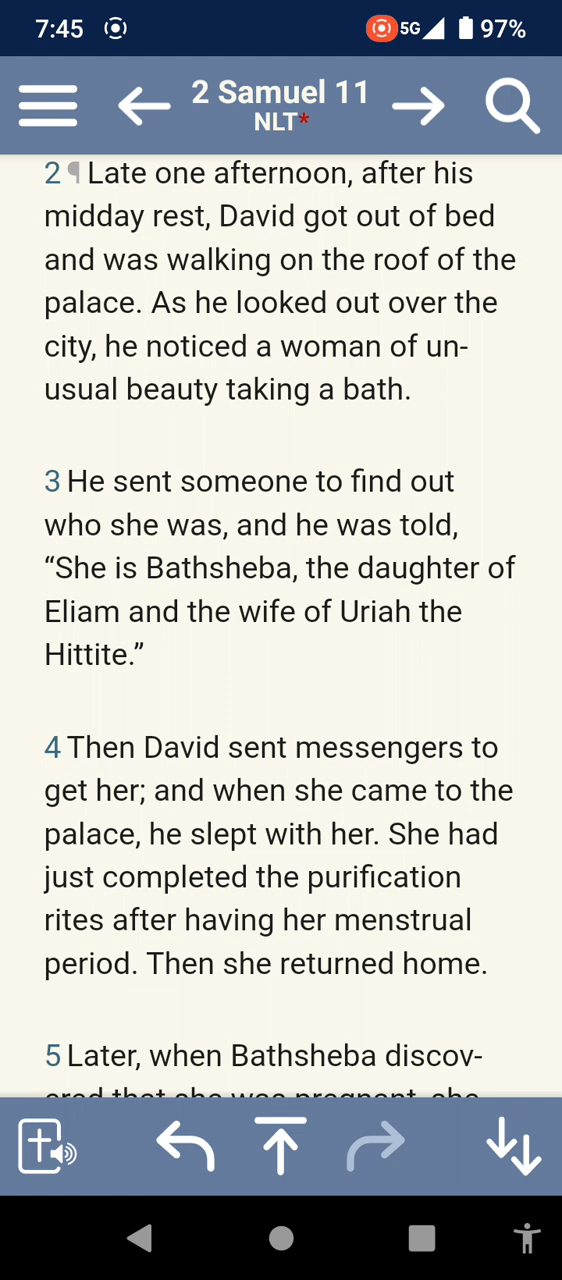 7:45 5G 97%
2 Samuel 11
NLT*
2 ¶ Late one afternoon, after his
midday rest, David got out of bed
and was walking on the roof of the
palace. As he looked out over the
city, he noticed a woman of un-
usual beauty taking a bath.
3 He sent someone to find out
who she was, and he was told,
“She is Bathsheba, the daughter of
Eliam and the wife of Uriah the
Hittite.”
4 Then David sent messengers to
get her; and when she came to the
palace, he slept with her. She had
just completed the purification
rites after having her menstrual
period. Then she returned home.
5 Later, when Bathsheba discov-
ered that she was pregnant, she